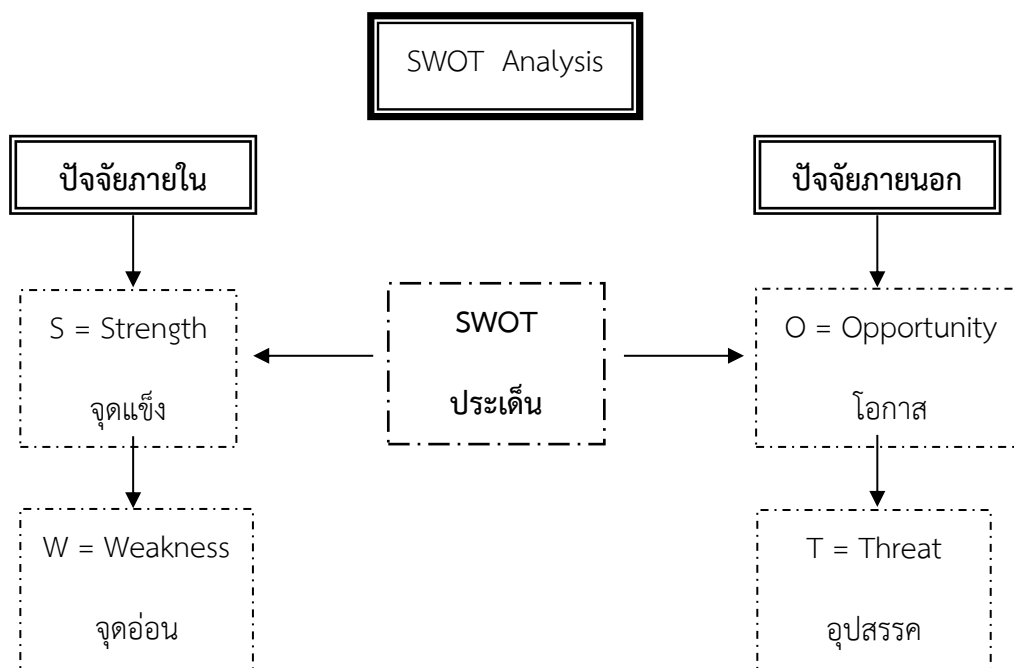 SWOT Analysis
ปัจจัยภายใน
ปัจจัยภายนอก
S = Strength
จุดแข็ง
SWOT
ประเด็น
O = Opportunity
โอกาส
W = Weakness
จุดอ่อน
T = Threat
อุปสรรค